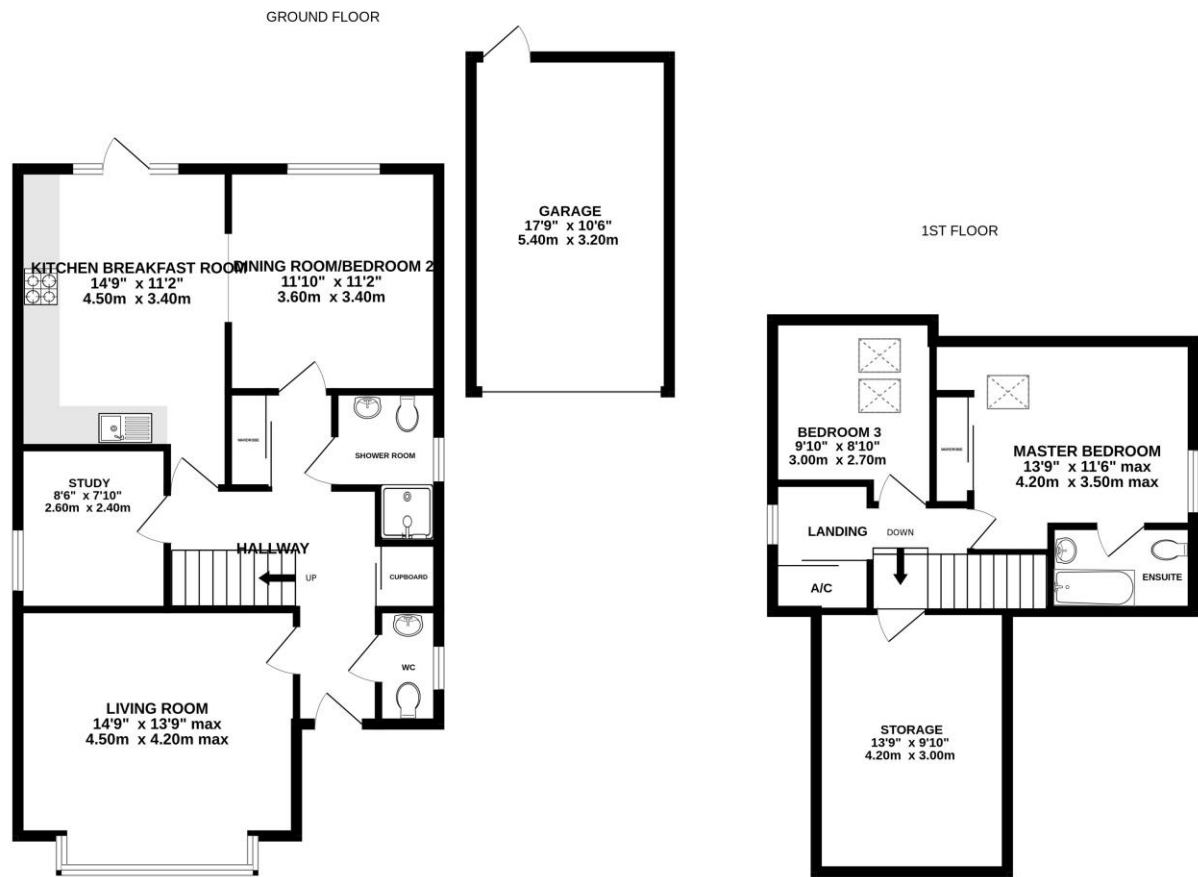 GROUND FLOOR
KITCHEN BREAKFAST ROOM
14'9" x 11'2"
4.50m x 3.40m
DINING ROOM/BEDROOM 2
11'10" x 11'2"
3.60m x 3.40m
GARAGE
17'9" x 10'6"
5.40m x 3.20m
WARDROBE
SHOWER ROOM
STUDY
8'6" x 7'10"
2.60m x 2.40m
HALLWAY
UP
CUPBOARD
WC
LIVING ROOM
14'9" x 13'9" max
4.50m x 4.20m max
1ST FLOOR
BEDROOM 3
9'10" x 8'10"
3.00m x 2.70m
WARDROBE
MASTER BEDROOM
13'9" x 11'6" max
4.20m x 3.50m max
LANDING
DOWN
A/C
ENSUITE
STORAGE
13'9" x 9'10"
4.20m x 3.00m